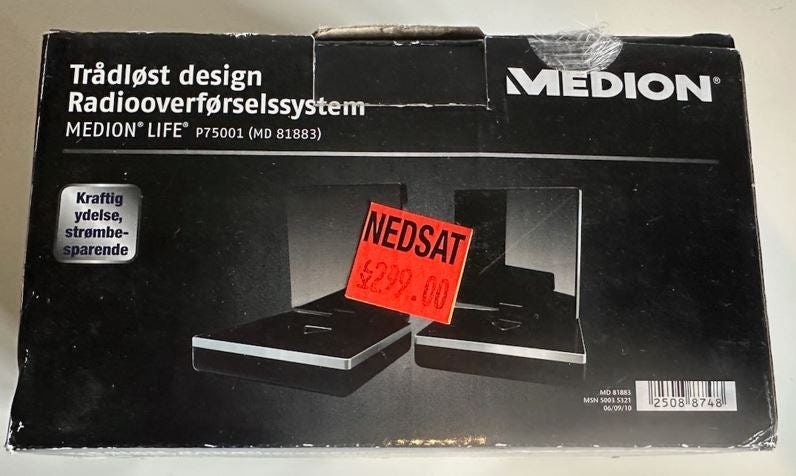 Trådløst design
Radiooverførselssystem
MEDION® LIFE® P75001 (MD 81883)
MEDION®
Kraftig
ydelse,
strømbe-
sparende
NEDSAT
299.00
MD 81883
MSN 5003 5321
06/09/10
2508 8748